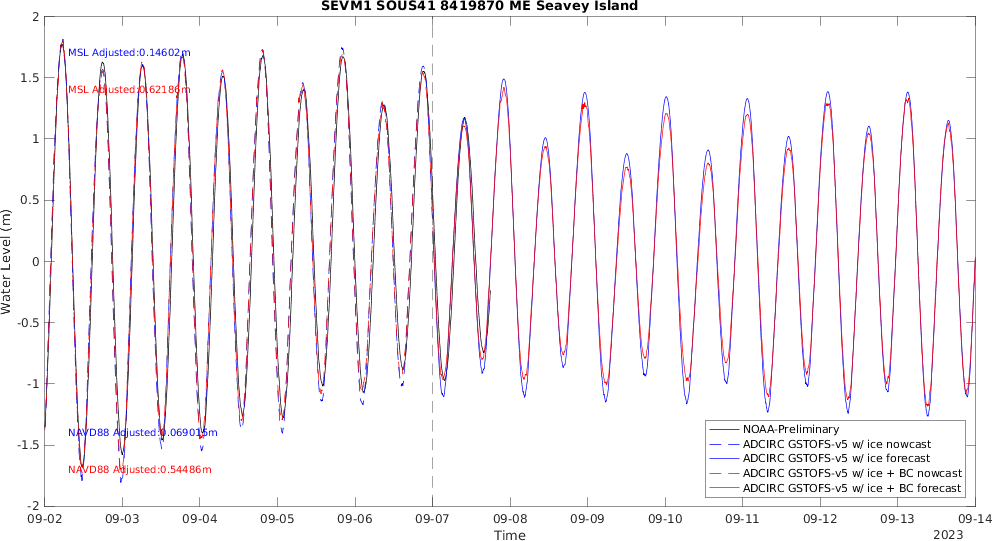 SEVM1 SOUS41 8419870 ME Seavey Island
2
1.5
1
0.5
0
-0.5
-1
-1.5
-2
Water Level (m)
MSL Adjusted:0.14602m
MSL Adjusted:0.62186m
NAVD88 Adjusted:0.069015m
NAVD88 Adjusted:0.54486m
NOAA-Preliminary
ADCIRC GSTOFS-v5 w/ ice nowcast
ADCIRC GSTOFS-v5 w/ ice forecast
ADCIRC GSTOFS-v5 w/ ice + BC nowcast
ADCIRC GSTOFS-v5 w/ ice + BC forecast
09-02 09-03 09-04 09-05 09-06 09-07 09-08 09-09 09-10 09-11 09-12 09-13 09-14
Time
2023